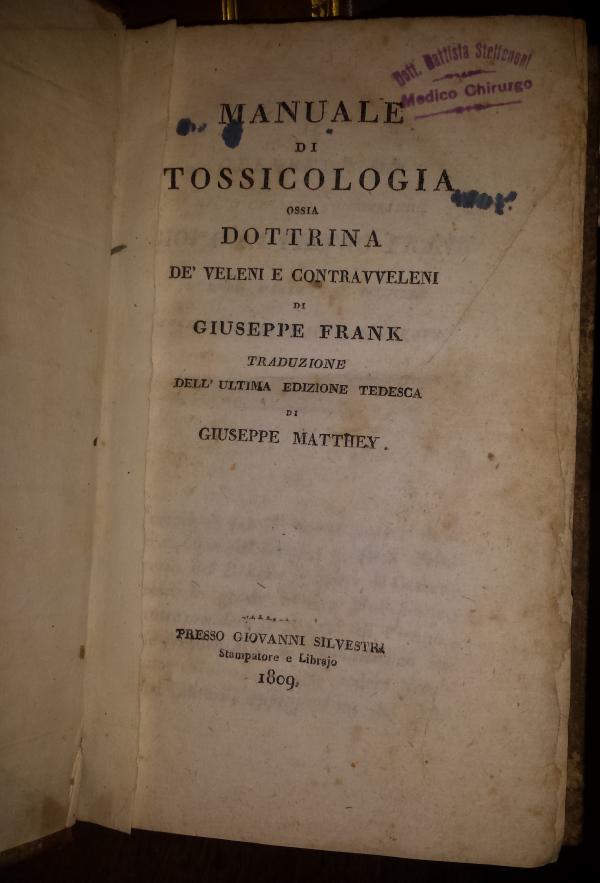 Dott. Battista Steffenoni
Medico Chirurgo
MANUALE
DI
TOSSICOLOGIA
OSSIA
DOTTRINA
DE' VELENI E CONTRAVVELENI
DI
GIUSEPPE FRANK
TRADUZIONE
DELL' ULTIMA EDIZIONE TEDESCA
DI
GIUSEPPE MATTHEY.
PRESSO GIOVANNI SILVESTRI
Stampatore e Librajo
1809.